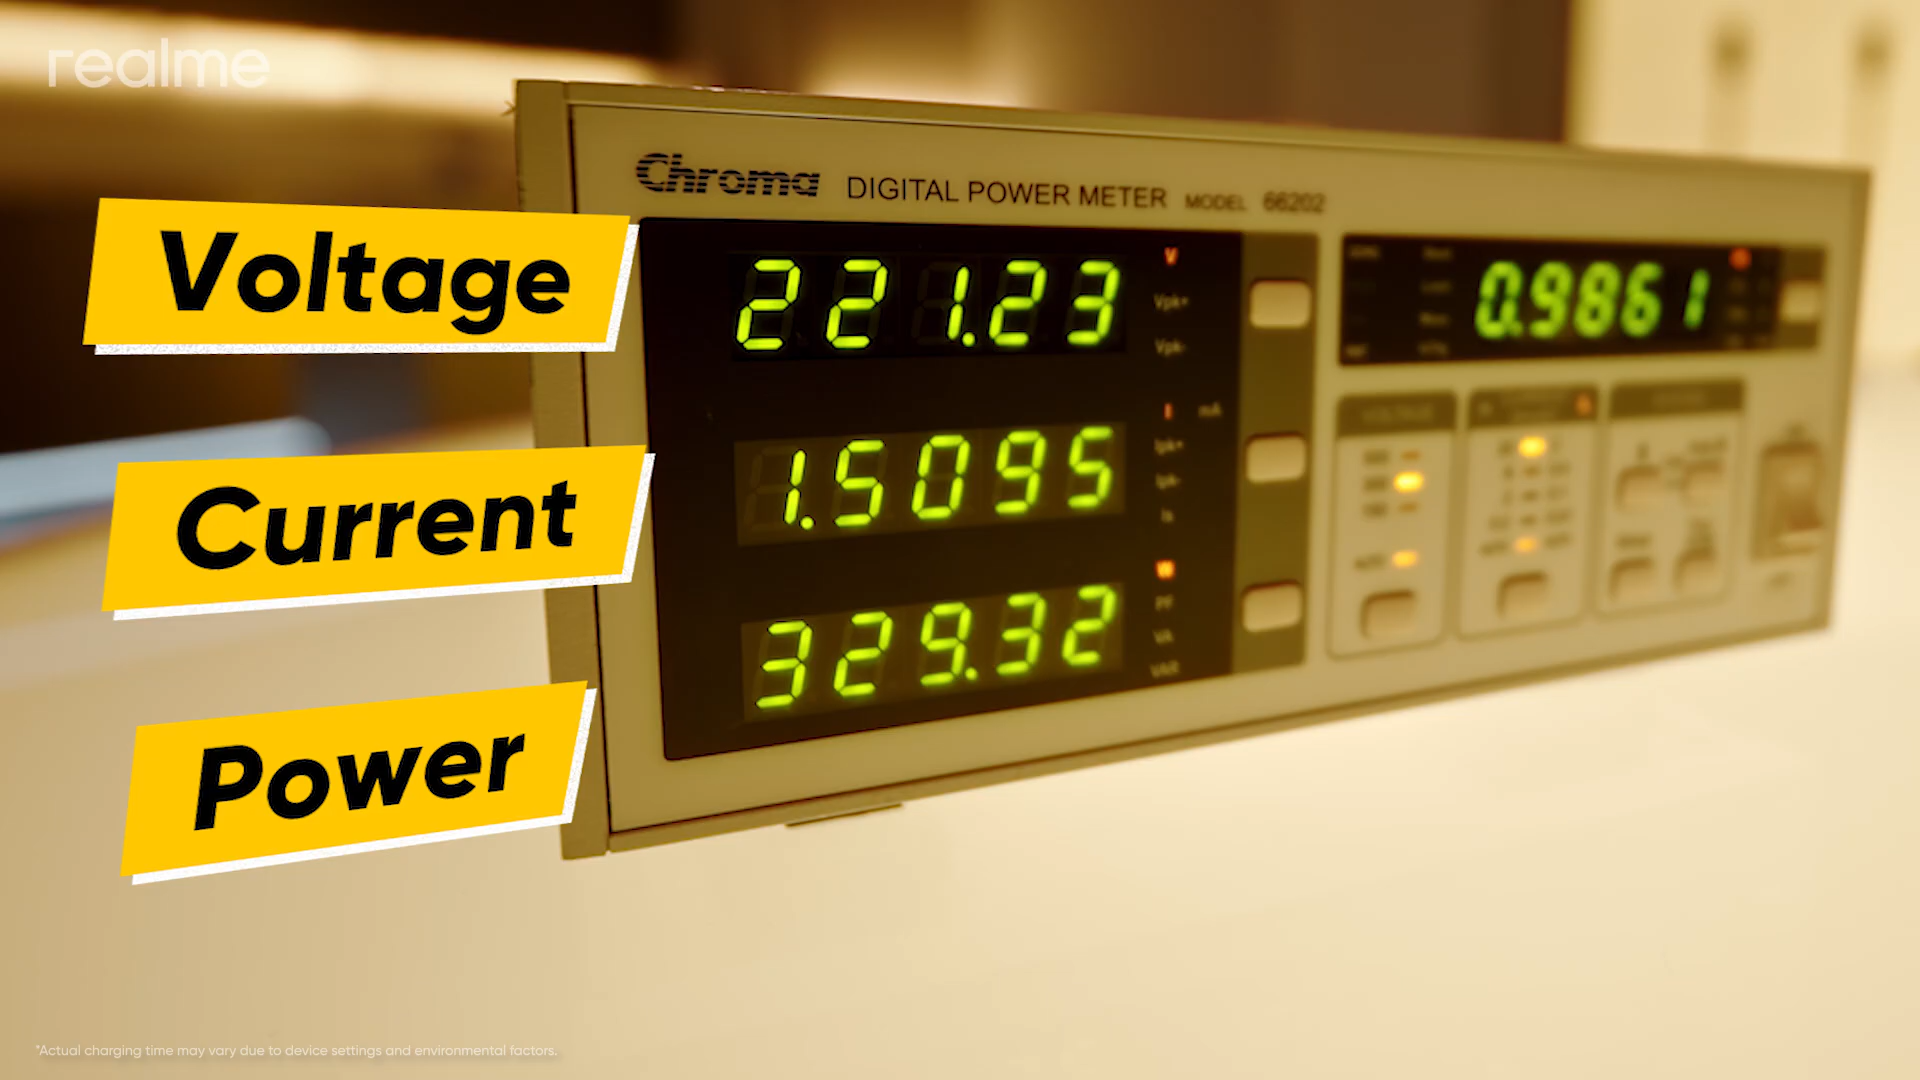 realme
Chroma DIGITAL POWER METER MODEL 66202
Voltage
221.23
V
Vpk+
Vpk-
0.9861
Current
I mA
1.5095
Ipk+
Ipk-
Is
Power
329.32
W
PF
VA
VAR
VOLTAGE
*Actual charging time may vary due to device settings and environmental factors.